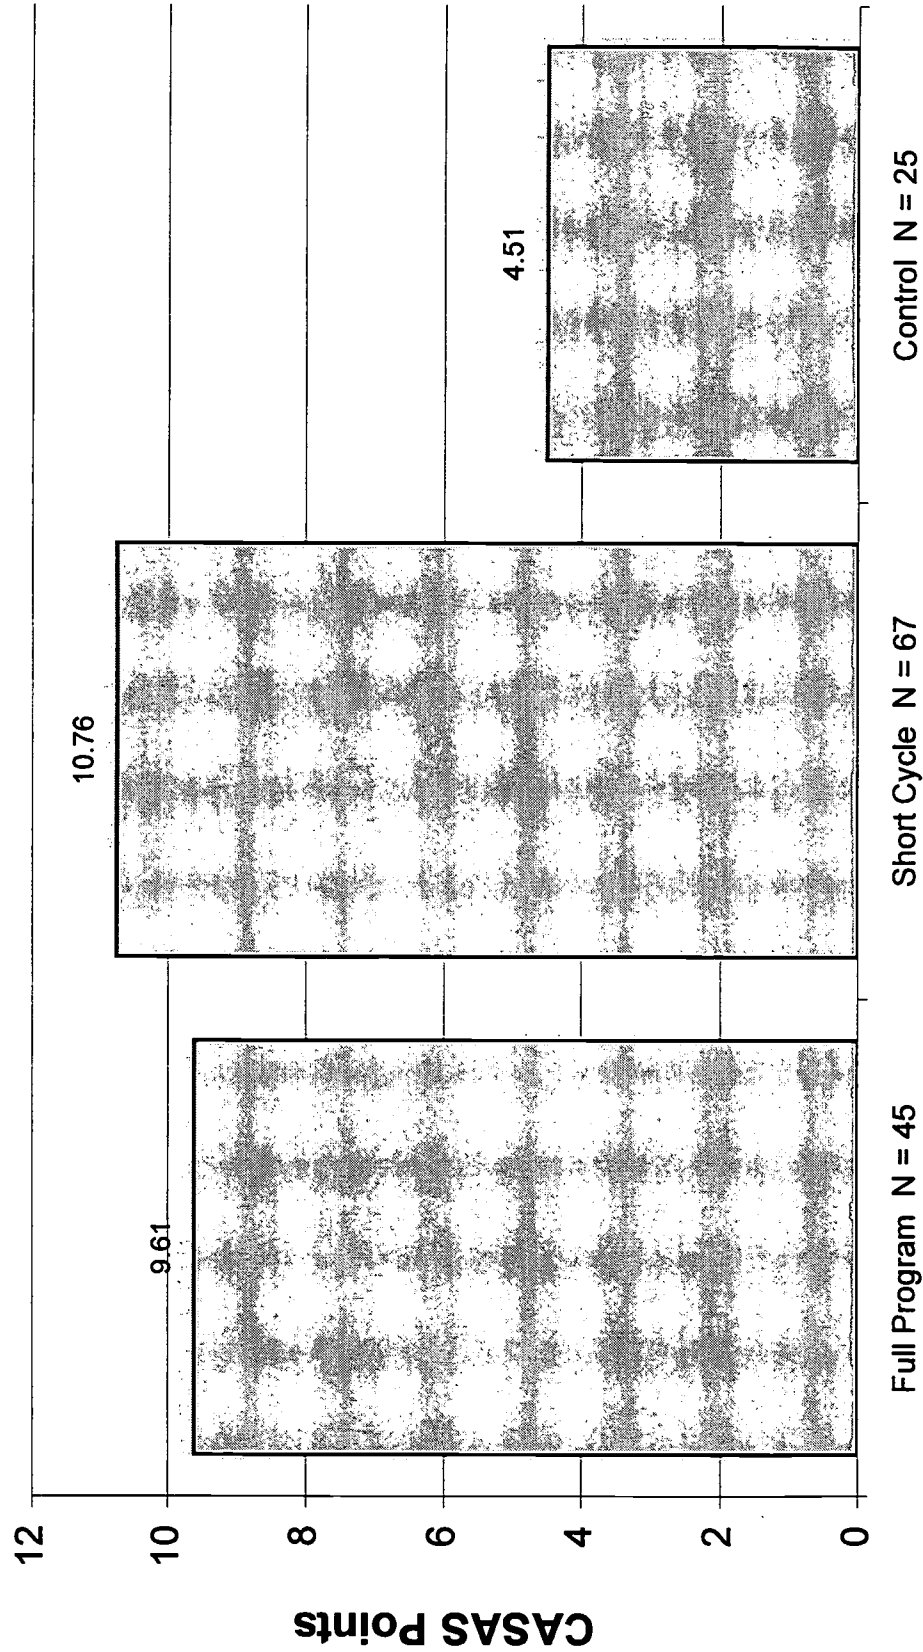 CASAS Points
12
10
8
6
4
2
0
9.61
10.76
4.51
Full Program N = 45
Short Cycle N = 67
Control N = 25